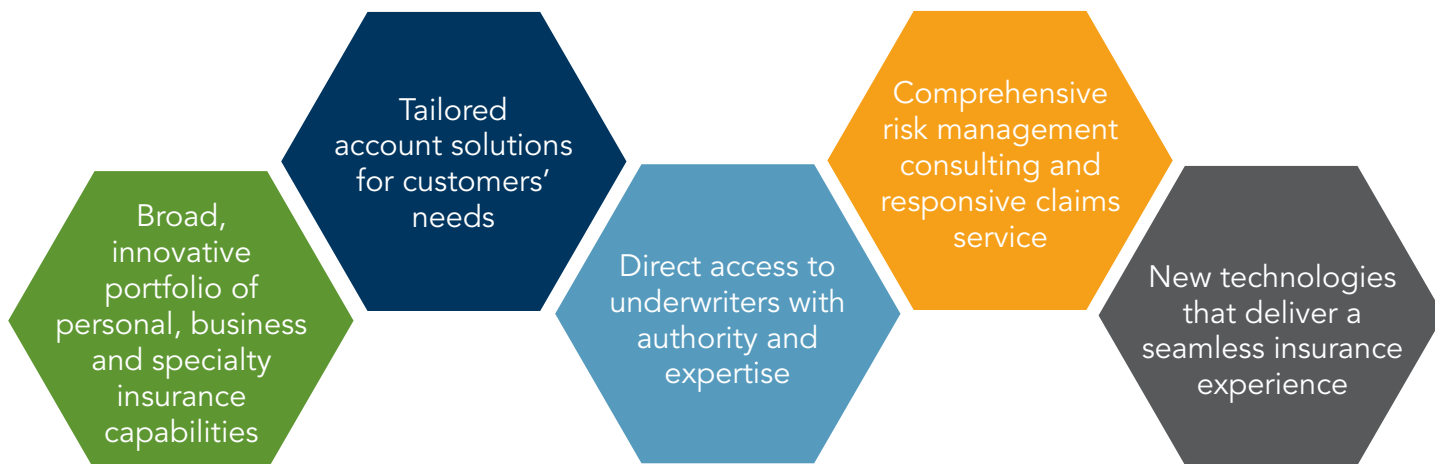 Broad,
innovative
portfolio of
personal, business
and specialty
insurance
capabilities
Tailored
account solutions
for customers’
needs
Direct access to
underwriters with
authority and
expertise
Comprehensive
risk management
consulting and
responsive claims
service
New technologies
that deliver a
seamless insurance
experience